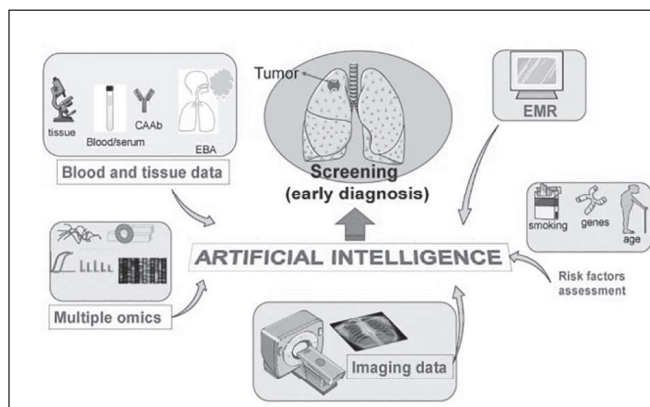 Tumor
EMR
tissue
Blood/serum
CAAb
EBA
Blood and tissue data
Screening
(early diagnosis)
smoking
genes
age
ARTIFICIAL INTELLIGENCE
Risk factors
assessment
Multiple omics
Imaging data